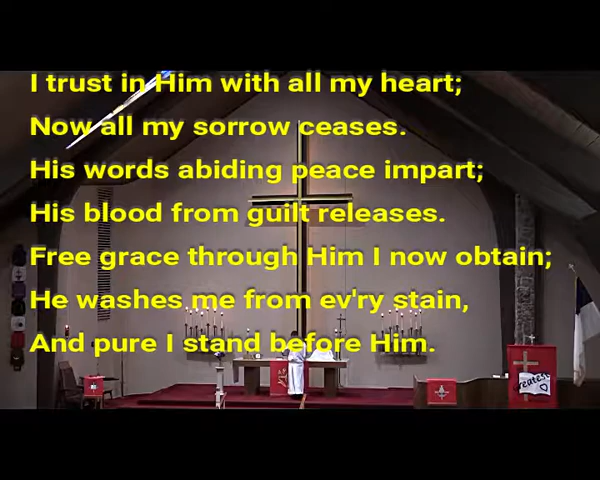 I trust in Him with all my heart;
Now all my sorrow ceases.
His words abiding peace impart;
His blood from guilt releases.
Free grace through Him I now obtain;
He washes me from ev'ry stain,
And pure I stand before Him.